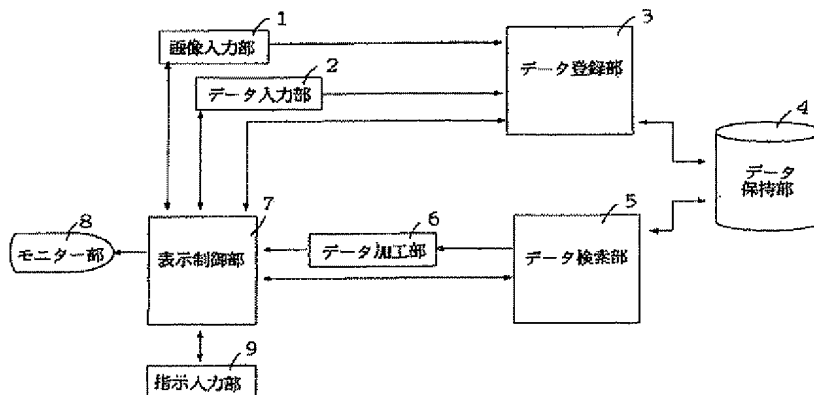 1
画像入力部
2
データ入力部
3
データ登録部
4
データ
保持部
5
データ検索部
6
データ加工部
7
表示制御部
8
モニター部
9
指示入力部